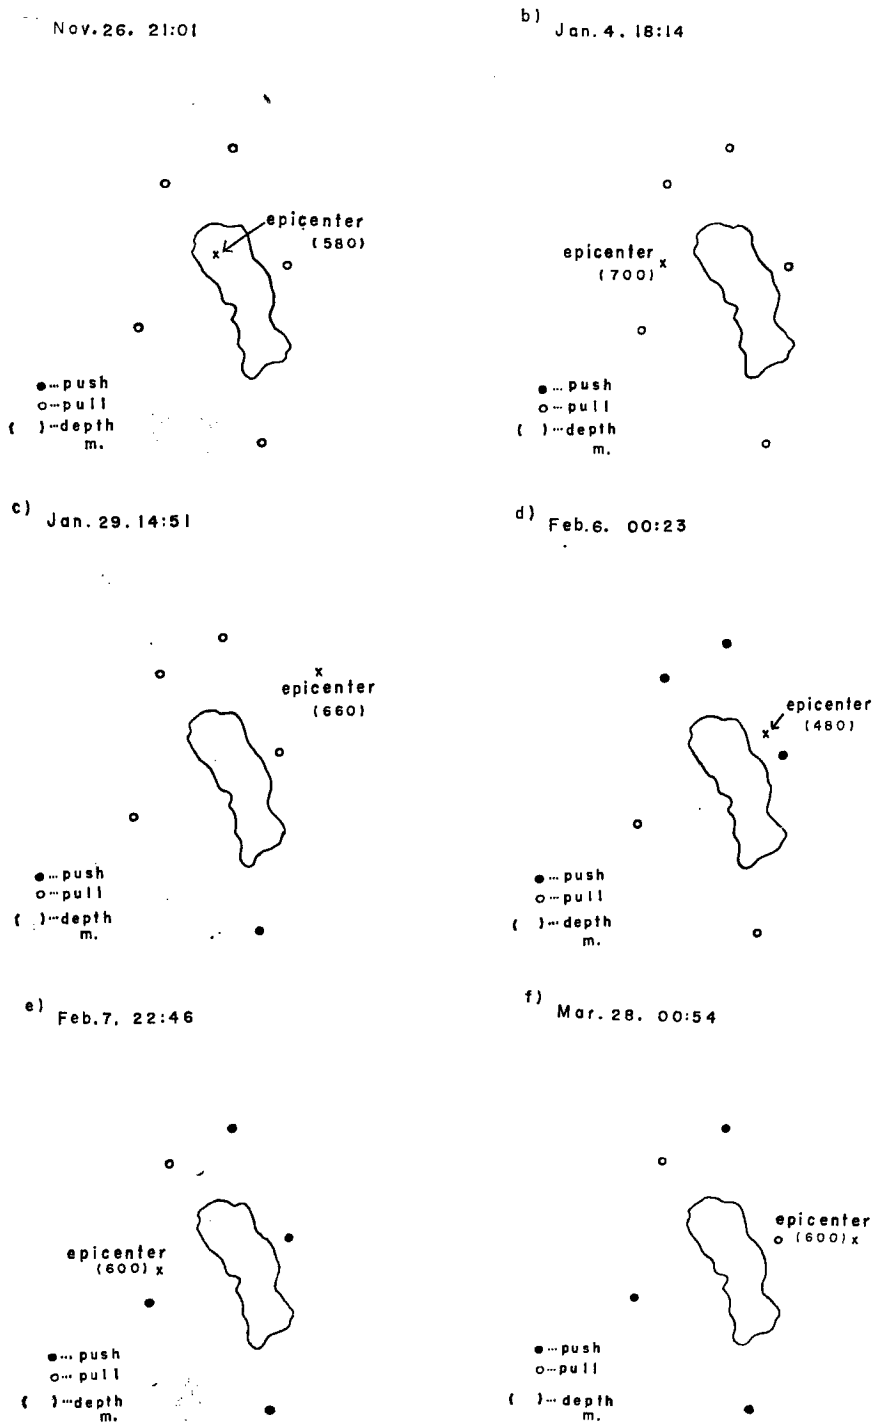 Nov. 26. 21:01
epicenter
(580)
●…push
○…pull
( )…depth
m.
b)
Jan. 4. 18:14
epicenter
(700)
●…push
○…pull
( )…depth
m.
c)
Jan. 29. 14:51
epicenter
(660)
●…push
○…pull
( )…depth
m.
d)
Feb. 6. 00:23
epicenter
(480)
●…push
○…pull
( )…depth
m.
e)
Feb. 7. 22:46
epicenter
(600)
●…push
○…pull
( )…depth
m.
f)
Mar. 28. 00:54
epicenter
(600)
●…push
○…pull
( )…depth
m.